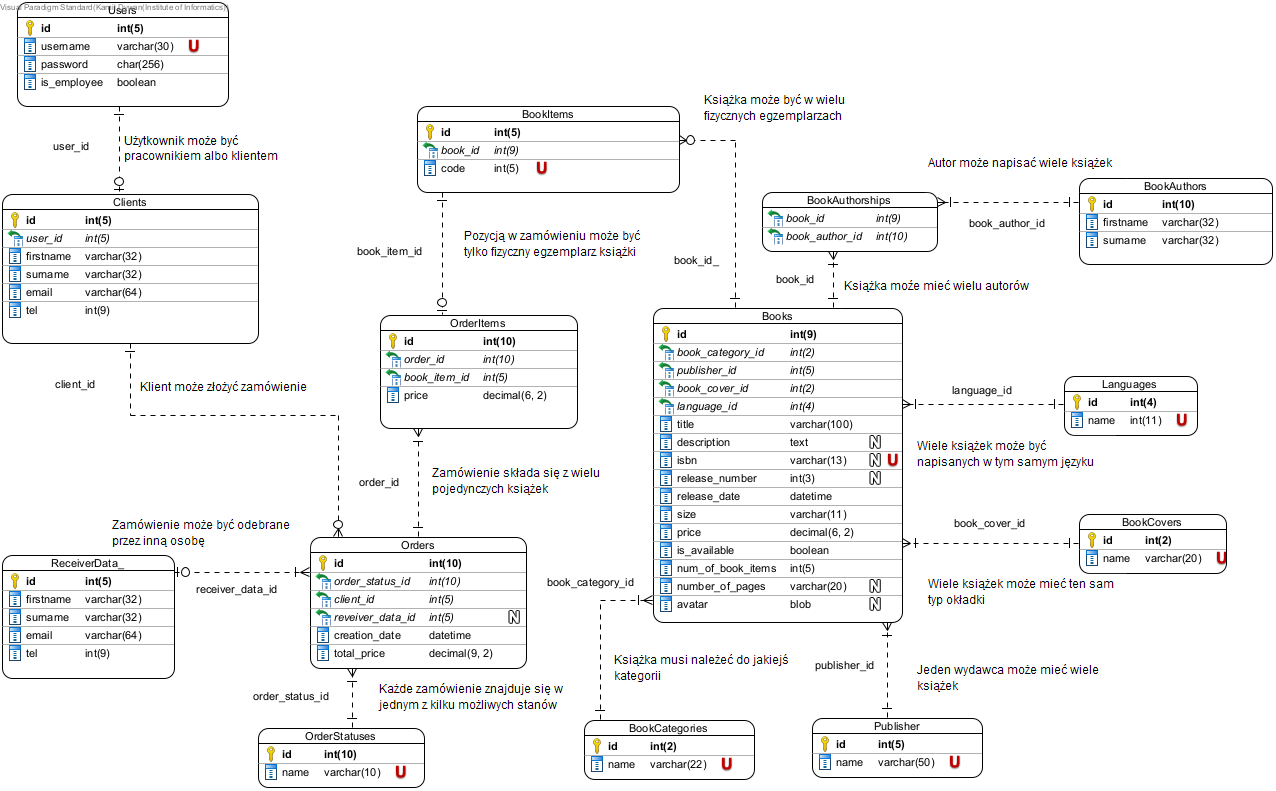 Visual Paradigm Standard(Kamil Duwan(Institute of Informatics))
Users
id int(5)
username varchar(30) U
password char(256)
is_employee boolean
user_id
Użytkownik może być
pracownikiem albo klientem
Clients
id int(5)
user_id int(5)
firstname varchar(32)
surname varchar(32)
email varchar(64)
tel int(9)
client_id
Klient może złożyć zamówienie
BookItems
id int(5)
book_id int(9)
code int(5) U
Książka może być w wielu
fizycznych egzemplarzach
book_item_id
Pozycją w zamówieniu może być
tylko fizyczny egzemplarz książki
book_id_
Autor może napisać wiele książek
BookAuthorships
book_id int(9)
book_author_id int(10)
book_author_id
BookAuthors
id int(10)
firstname varchar(32)
surname varchar(32)
book_id
Książka może mieć wielu autorów
OrderItems
id int(10)
order_id int(10)
book_item_id int(5)
price decimal(6, 2)
order_id
Zamówienie składa się z wielu
pojedynczych książek
Books
id int(9)
book_category_id int(2)
publisher_id int(5)
book_cover_id int(2)
language_id int(4)
title varchar(100)
description text N
isbn varchar(13) N U
release_number int(3) N
release_date datetime
size varchar(11)
price decimal(6, 2)
is_available boolean
num_of_book_items int(5)
number_of_pages varchar(20) N
avatar blob N
language_id
Languages
id int(4)
name int(11) U
Wiele książek może być
napisanych w tym samym języku
book_cover_id
BookCovers
id int(2)
name varchar(20) U
Wiele książek może mieć ten sam
typ okładki
Zamówienie może być odebrane
przez inną osobę
ReceiverData_
id int(5)
firstname varchar(32)
surname varchar(32)
email varchar(64)
tel int(9)
receiver_data_id
Orders
id int(10)
order_status_id int(10)
client_id int(5)
reveiver_data_id int(5) N
creation_date datetime
total_price decimal(9, 2)
order_status_id
Każde zamówienie znajduje się w
jednym z kilku możliwych stanów
OrderStatuses
id int(10)
name varchar(10) U
book_category_id
Książka musi należeć do jakiejś
kategorii
BookCategories
id int(2)
name varchar(22) U
publisher_id
Jeden wydawca może mieć wiele
książek
Publisher
id int(5)
name varchar(50) U